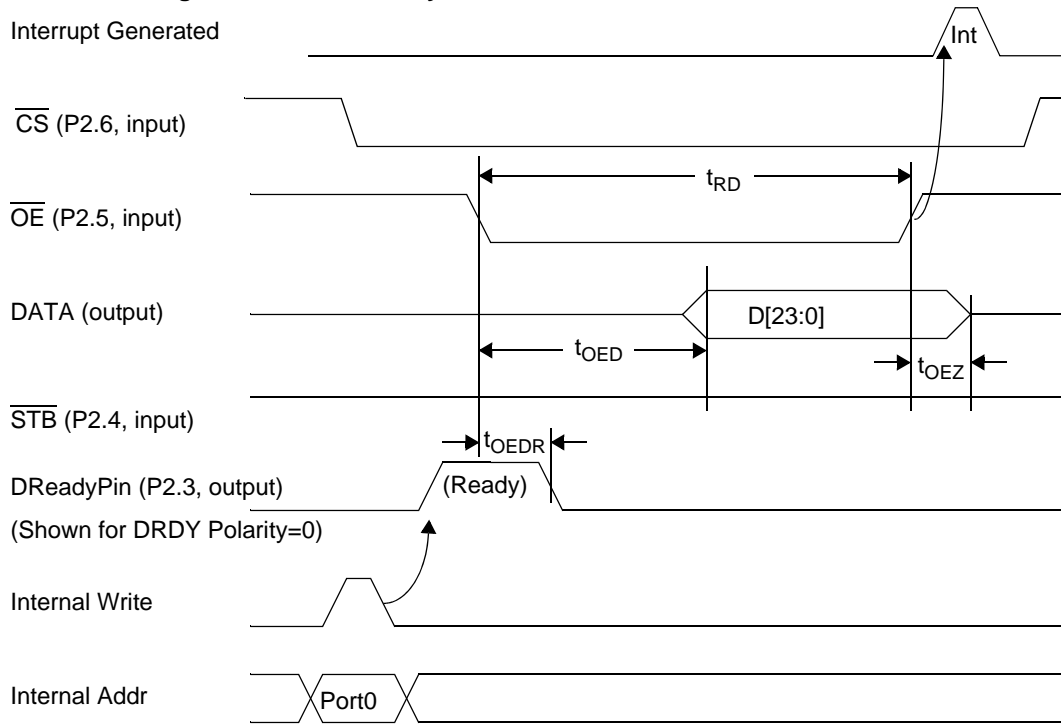 Interrupt Generated
Int
CS (P2.6, input)
tRD
OE (P2.5, input)
DATA (output)
D[23:0]
tOED
tOEZ
STB (P2.4, input)
tOEDR
DReadyPin (P2.3, output)
(Ready)
(Shown for DRDY Polarity=0)
Internal Write
Internal Addr
Port0